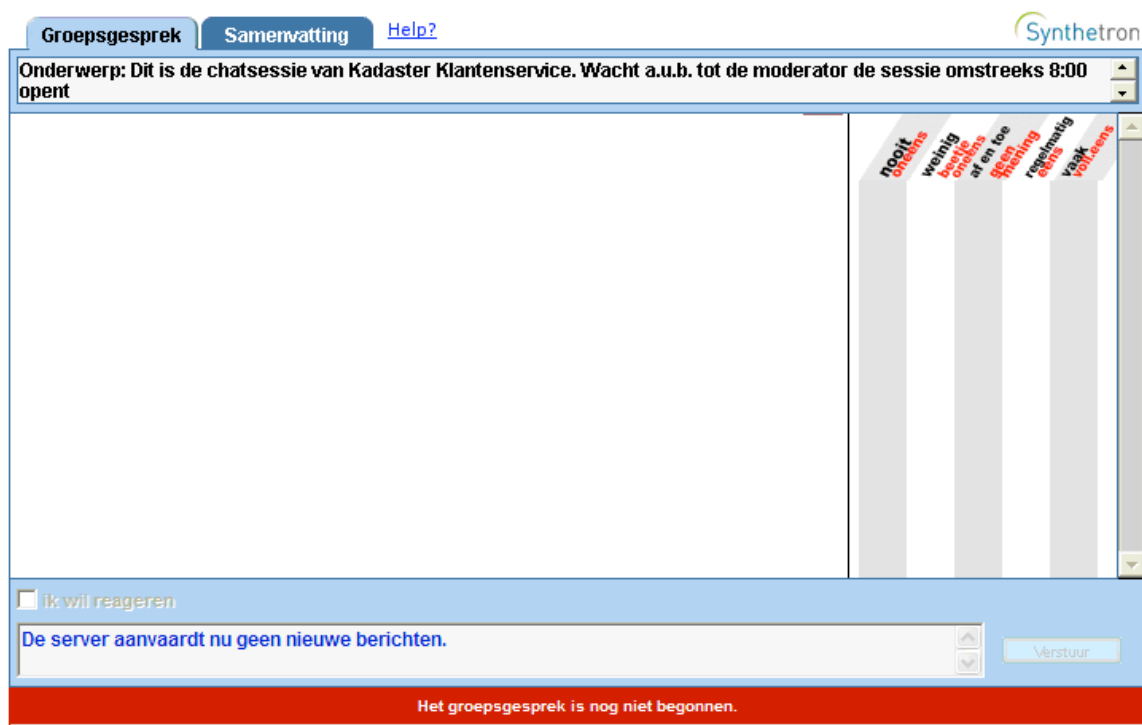 Groepsgesprek Samenvatting Help? Synthetron
Onderwerp: Dit is de chatsessie van Kadaster Klantenservice. Wacht a.u.b. tot de moderator de sessie omstreeks 8:00
opent
nooit oneens
weinig beetje oneens
af en toe geen mening
regelmatig eens
vaak voll.eens
ik wil reageren
De server aanvaardt nu geen nieuwe berichten.
Verstuur
Het groepsgesprek is nog niet begonnen.